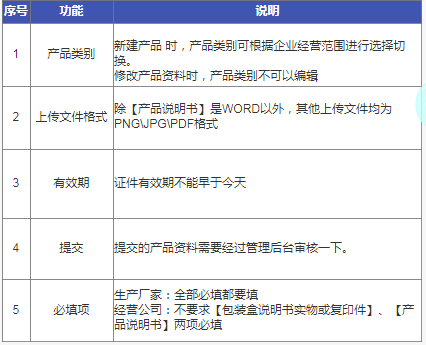 序号 功能 说明
1 产品类别 新建产品 时，产品类别可根据企业经营范围进行选择切
换。
修改产品资料时，产品类别不可以编辑
2 上传文件格式 除【产品说明书】是WORD以外，其他上传文件均为
PNG\JPG\PDF格式
3 有效期 证件有效期不能早于今天
4 提交 提交的产品资料需要经过管理后台审核一下。
5 必填项 生产厂家：全部必填都要填
经营公司：不要求【包装盒说明书实物或复印件】、【产
品说明书】两项必填